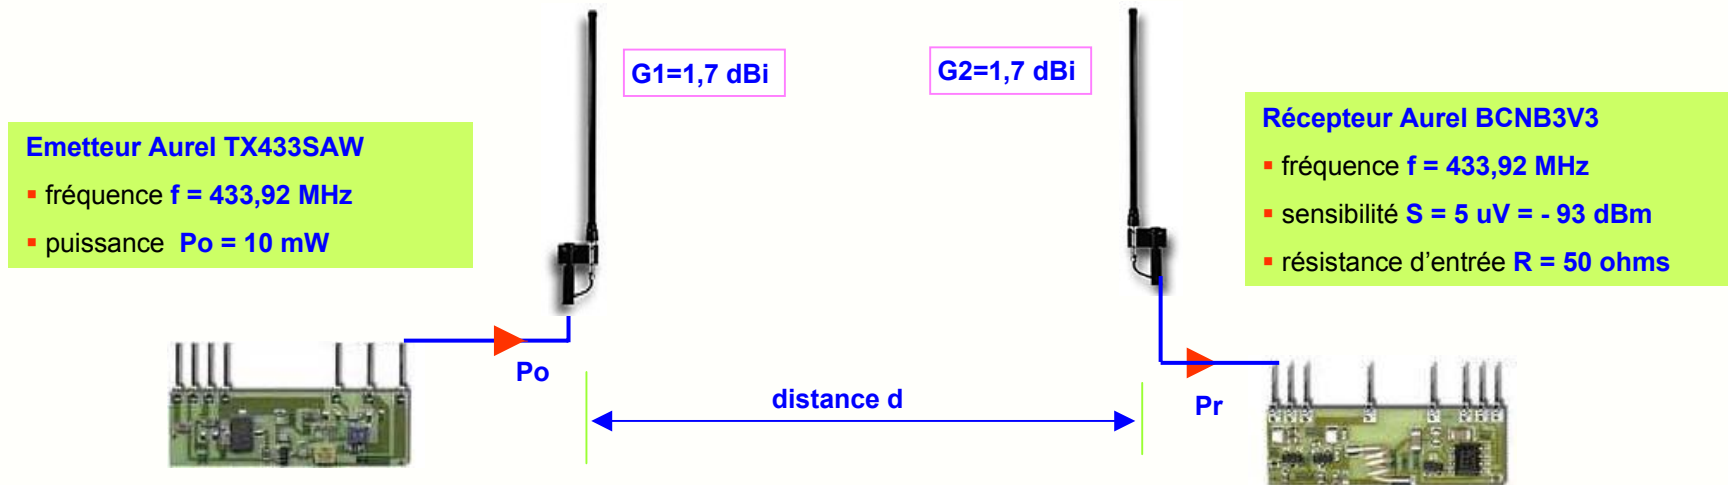 G1=1,7 dBi
G2=1,7 dBi
Emetteur Aurel TX433SAW
▪ fréquence f = 433,92 MHz
▪ puissance Po = 10 mW
Récepteur Aurel BCNB3V3
▪ fréquence f = 433,92 MHz
▪ sensibilité S = 5 uV = - 93 dBm
▪ résistance d’entrée R = 50 ohms
Po
distance d
Pr